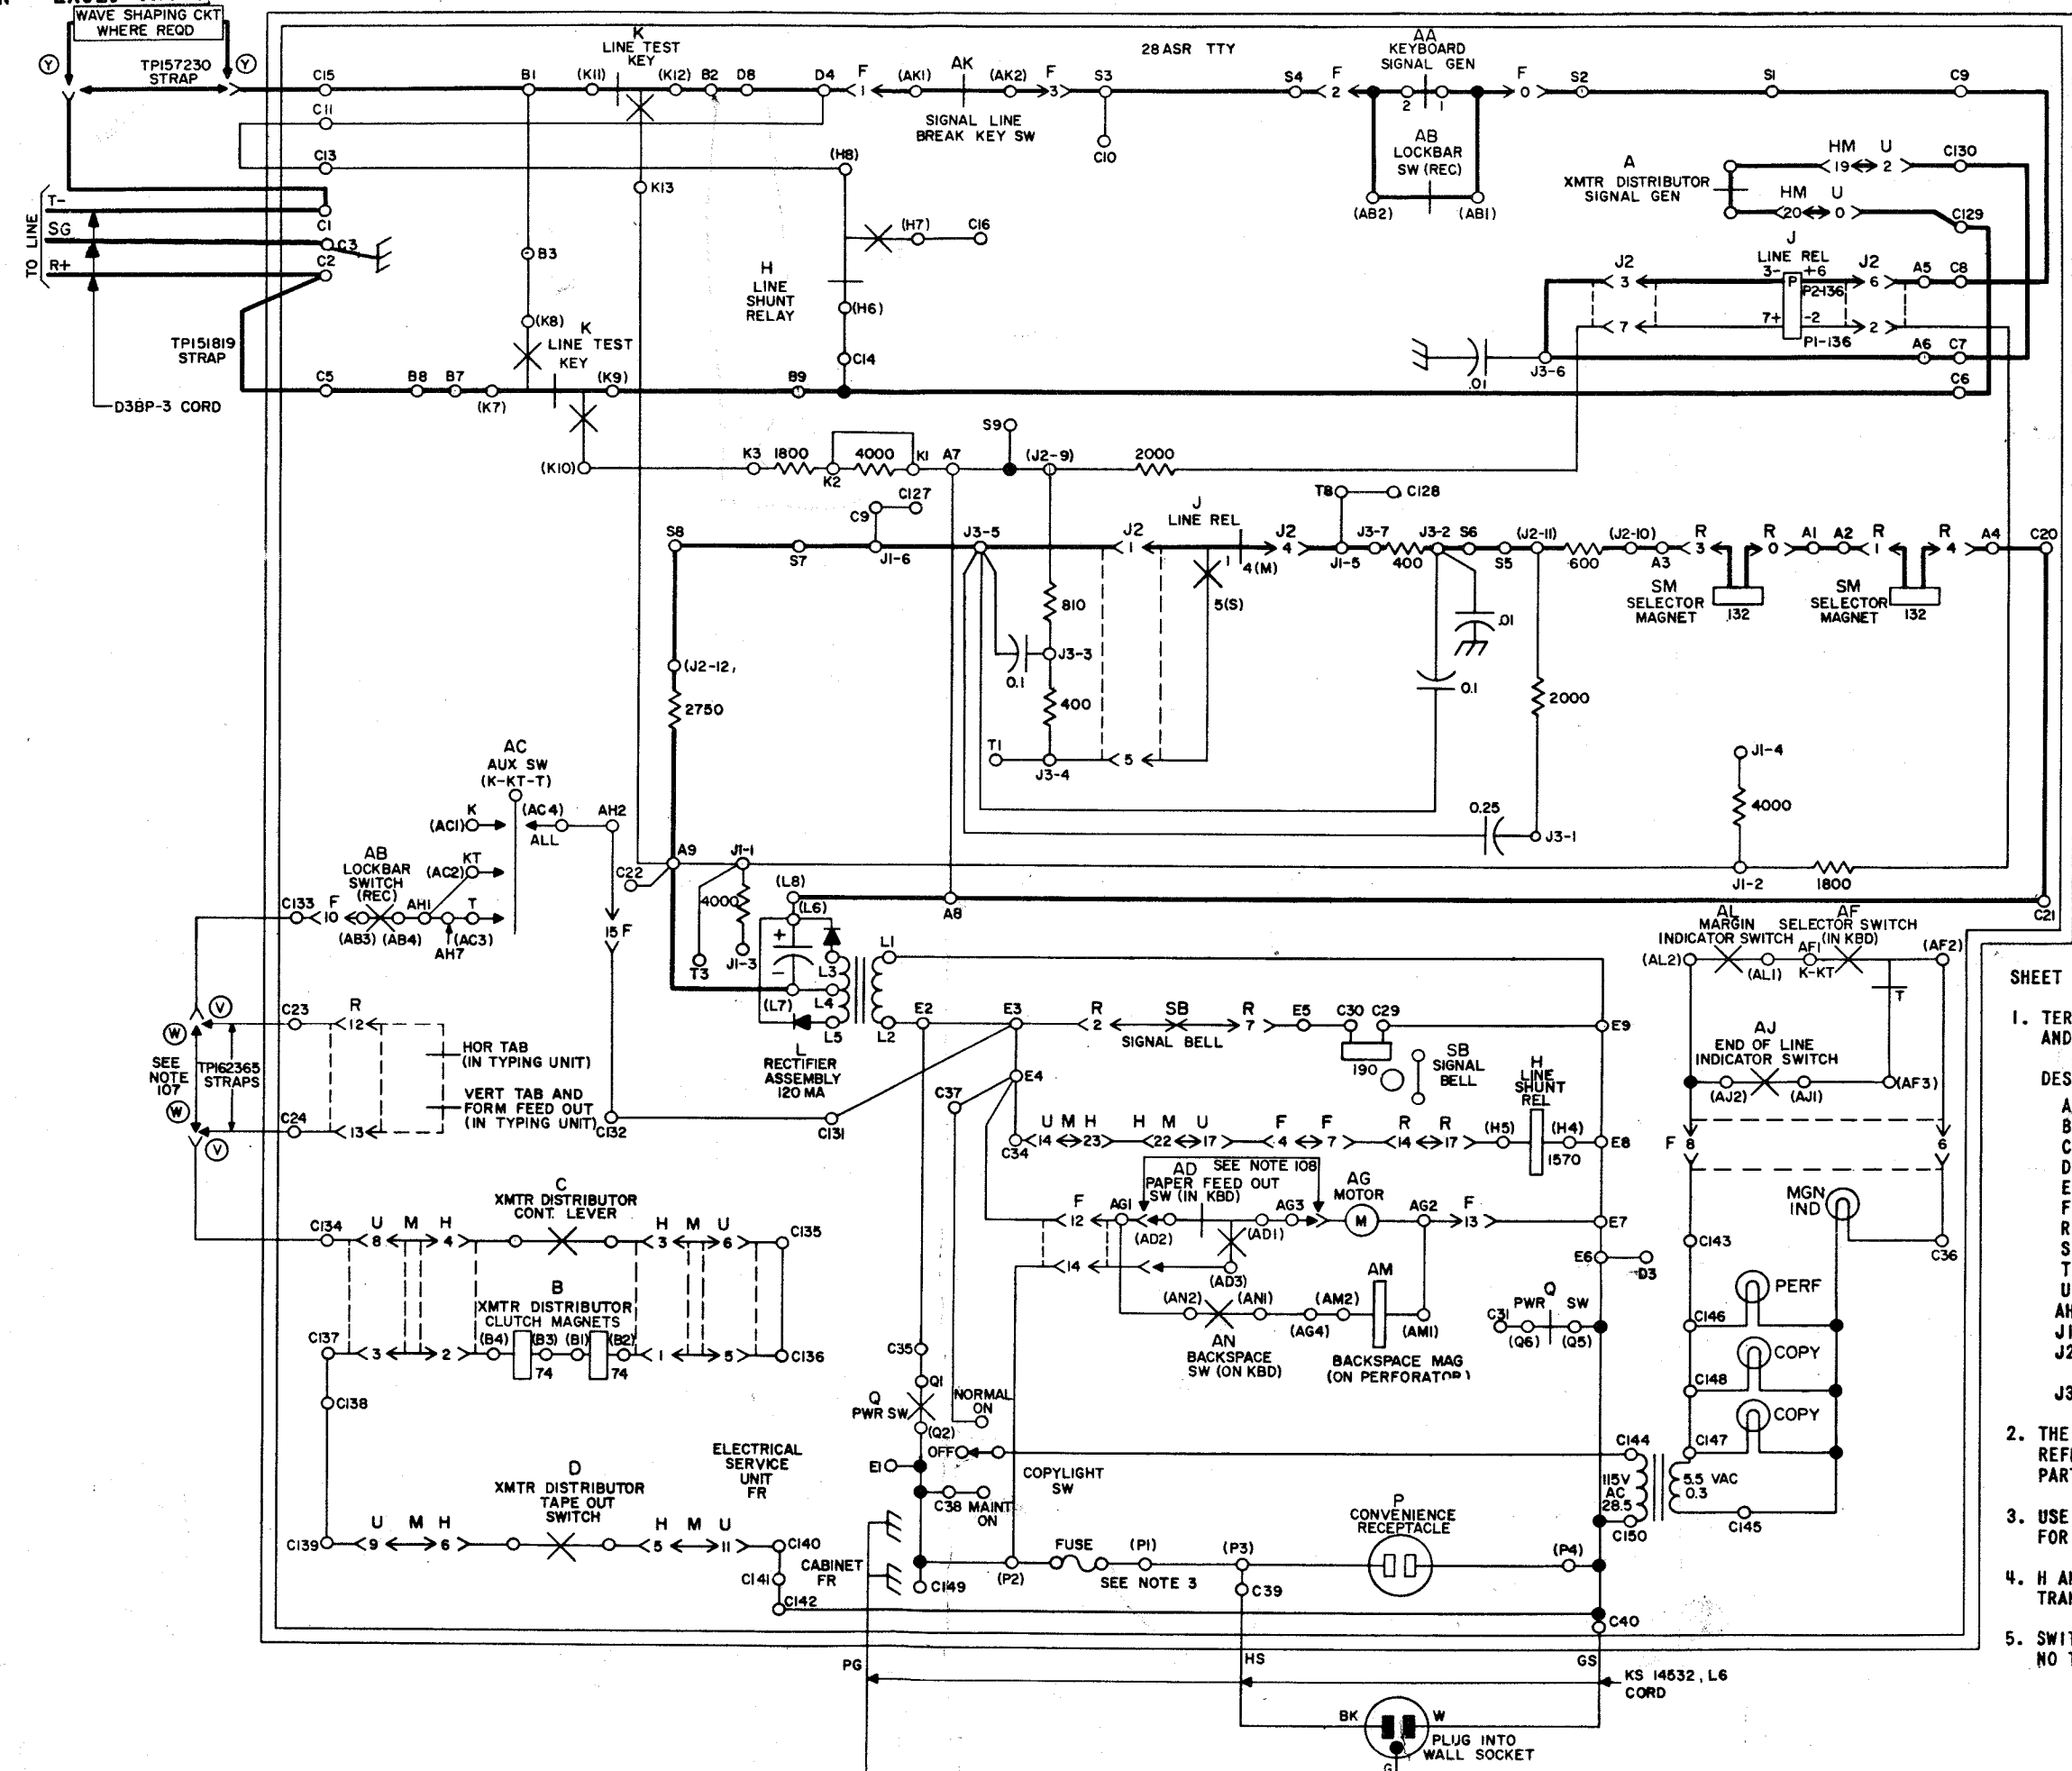 WAVE SHAPING CKT
WHERE REQD
Y
TP157230
STRAP
Y
C15
B1
(K11)
K
LINE TEST
KEY
(K12)
B2
D8
D4
F
1
(AK1)
AK
(AK2)
F
3
S3
28 ASR TTY
S4
F
2
AA
KEYBOARD
SIGNAL GEN
2
1
F
0
S2
S1
C9
C11
SIGNAL LINE
BREAK KEY SW
C10
AB
LOCKBAR
SW (REC)
(AB2)
(AB1)
C13
(H8)
K13
A
XMTR DISTRIBUTOR
SIGNAL GEN
HM
U
19
2
C130
HM
U
20
0
C129
TO LINE
T-
C1
SG
C3
R+
C2
(H7)
C16
B3
H
LINE
SHUNT
RELAY
(H6)
J
LINE REL
J2
3
3-
P
+6
P2-136
J2
6
A5
C8
7
7+
-2
P1-136
2
TP151819
STRAP
(K8)
K
LINE TEST
KEY
C14
.01
J3-6
A6
C7
D3BP-3 CORD
C5
B8
B7
(K7)
(K9)
B9
C6
(K10)
K3
1800
K2
4000
K1
A7
S9
(J2-9)
2000
C9
C127
T8
C128
S8
S7
J1-6
J3-5
J2
1
J
LINE REL
1
4(M)
5(S)
J2
4
J1-5
J3-7
400
J3-2
S6
S5
(J2-11)
600
(J2-10)
A3
R
3
R
0
A1
A2
R
1
R
4
A4
C20
SM
SELECTOR
MAGNET
132
SM
SELECTOR
MAGNET
132
810
.01
J3-3
0.1
(J2-12,
2750
400
0.1
2000
T1
J3-4
5
J1-4
4000
AC
AUX SW
(K-KT-T)
K
(AC1)
(AC4)
ALL
AH2
0.25
J3-1
KT
(AC2)
AB
LOCKBAR
SWITCH
(REC)
A9
J1-1
C22
J1-2
1800
C133
F
10
(AB3)
(AB4)
AH1
T
(AC3)
AH7
15 F
4000
T3
J1-3
(L8)
(L6)
+
-
(L7)
L3
L4
L5
L1
L2
A8
C21
AL
MARGIN
INDICATOR SWITCH
AF
SELECTOR SWITCH
(IN KBD)
(AL2)
(AL1)
AF1
K-KT
(AF2)
T
V
W
C23
R
12
HOR TAB
(IN TYPING UNIT)
SEE
NOTE
107
TP162365
STRAPS
VERT TAB AND
FORM FEED OUT
(IN TYPING UNIT)
W
V
C24
13
C132
C131
L
RECTIFIER
ASSEMBLY
120 MA
E2
E3
R
2
SB
SIGNAL BELL
R
7
E5
C30
C29
190
SB
SIGNAL
BELL
E9
AJ
END OF LINE
INDICATOR SWITCH
(AJ2)
(AJ1)
(AF3)
E4
C37
C34
U M H
14
23
H M U
22
17
F F
4
7
R R
14
17
(H5)
H
LINE
SHUNT
REL
(H4)
1570
E8
F
8
6
C134
U M H
8
4
C
XMTR DISTRIBUTOR
CONT. LEVER
H M U
3
6
C135
F
12
AG1
AD
PAPER FEED OUT
SW (IN KBD)
SEE NOTE 108
(AD2)
(AD1)
(AD3)
AG3
AG
MOTOR
M
AG2
F
13
E7
14
C143
MGN
IND
C36
E6
D3
C137
3
2
B
XMTR DISTRIBUTOR
CLUTCH MAGNETS
(B4)
(B3)
(B1)
(B2)
74
74
1
5
C136
(AN2)
(AN1)
AN
BACKSPACE
SW (ON KBD)
(AG4)
(AM2)
AM
(AM1)
BACKSPACE MAG
(ON PERFORATOR)
Q
C31
PWR SW
(Q6)
(Q5)
PERF
C146
COPY
C148
COPY
C147
C138
C35
Q1
Q
PWR SW
(Q2)
NORMAL
ON
OFF
COPYLIGHT
SW
C144
115V
AC
28.5
5.5 VAC
0.3
C150
C145
C139
U M H
9
6
D
XMTR DISTRIBUTOR
TAPE OUT
SWITCH
H M U
5
11
C140
C141
C142
ELECTRICAL
SERVICE
UNIT
FR
E1
C38
MAINT
ON
CABINET
FR
C149
(P2)
FUSE
(P1)
SEE NOTE 3
(P3)
C39
P
CONVENIENCE
RECEPTACLE
(P4)
C40
PG
HS
GS
KS 14532, L6
CORD
BK
W
PLUG INTO
WALL SOCKET
G
SHEET
1. TER
AND
DES
A
B
C
D
E
F
R
S
T
U
AH
J1
J2
J3
2. THE
REF
PAR
3. USE
FOR
4. H A
TRA
5. SWI
NO T